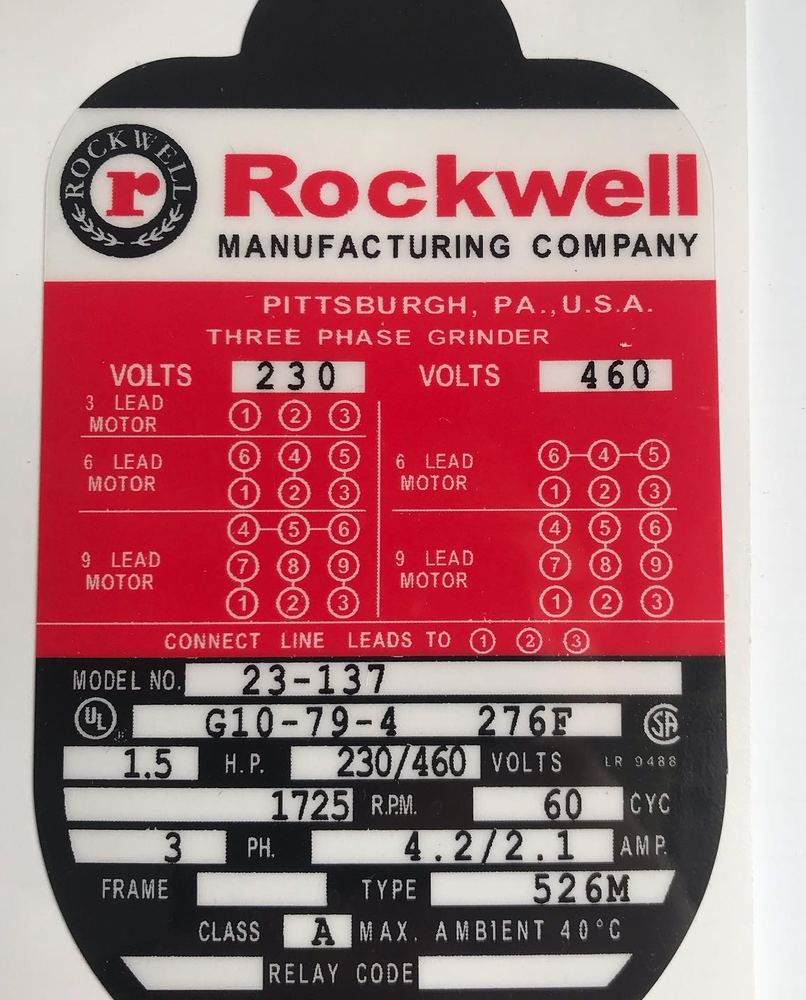 ROCKWELL
r
Rockwell
MANUFACTURING COMPANY
PITTSBURGH, PA., U.S.A.
THREE PHASE GRINDER
VOLTS 230 VOLTS 460
3 LEAD MOTOR 1 2 3
6 LEAD MOTOR 6 4 5 6 LEAD MOTOR 6 4 5
1 2 3 1 2 3
4 5 6 4 5 6
9 LEAD MOTOR 7 8 9 9 LEAD MOTOR 7 8 9
1 2 3 1 2 3
CONNECT LINE LEADS TO 1 2 3
MODEL NO. 23-137
UL G10-79-4 276F SA
1.5 H.P. 230/460 VOLTS LR 9488
1725 R.P.M. 60 CYC
3 PH. 4.2/2.1 AMP.
FRAME TYPE 526M
CLASS A MAX. AMBIENT 40°C
RELAY CODE